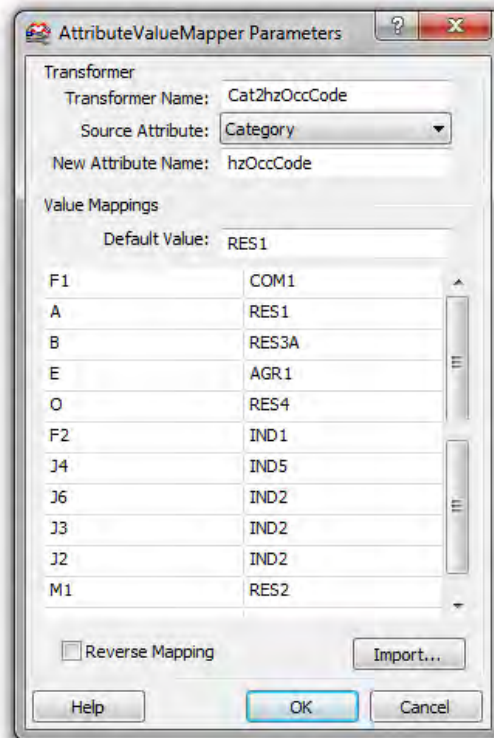 AttributeValueMapper Parameters
?
Transformer
Transformer Name: Cat2hzOccCode
Source Attribute: Category
New Attribute Name: hzOccCode
Value Mappings
Default Value: RES1
F1 COM1
A RES1
B RES3A
E AGR1
O RES4
F2 IND1
J4 IND5
J6 IND2
J3 IND2
J2 IND2
M1 RES2
Reverse Mapping
Import...
Help OK Cancel